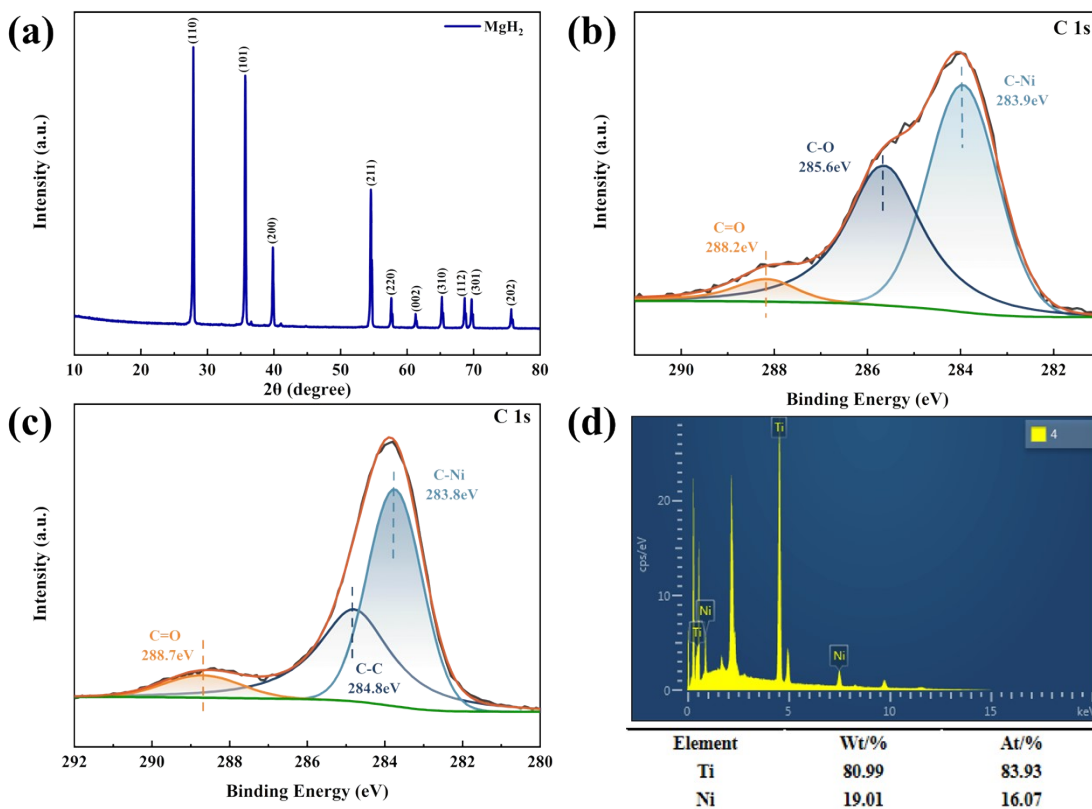 (a)
MgH₂
(110)
(101)
(200)
(211)
(220)
(002)
(310)
(112)
(301)
(202)
Intensity (a.u.)
10 20 30 40 50 60 70 80
2θ (degree)
(b)
C 1s
C-Ni
283.9eV
C-O
285.6eV
C=O
288.2eV
Intensity (a.u.)
290 288 286 284 282
Binding Energy (eV)
(c)
C 1s
C-Ni
283.8eV
C=O
288.7eV
C-C
284.8eV
Intensity (a.u.)
292 290 288 286 284 282 280
Binding Energy (eV)
(d)
4
Ti
Ni
Ti
Ni
cps/eV
20
10
0
0 5 10 15 keV
Element Wt/% At/%
Ti 80.99 83.93
Ni 19.01 16.07